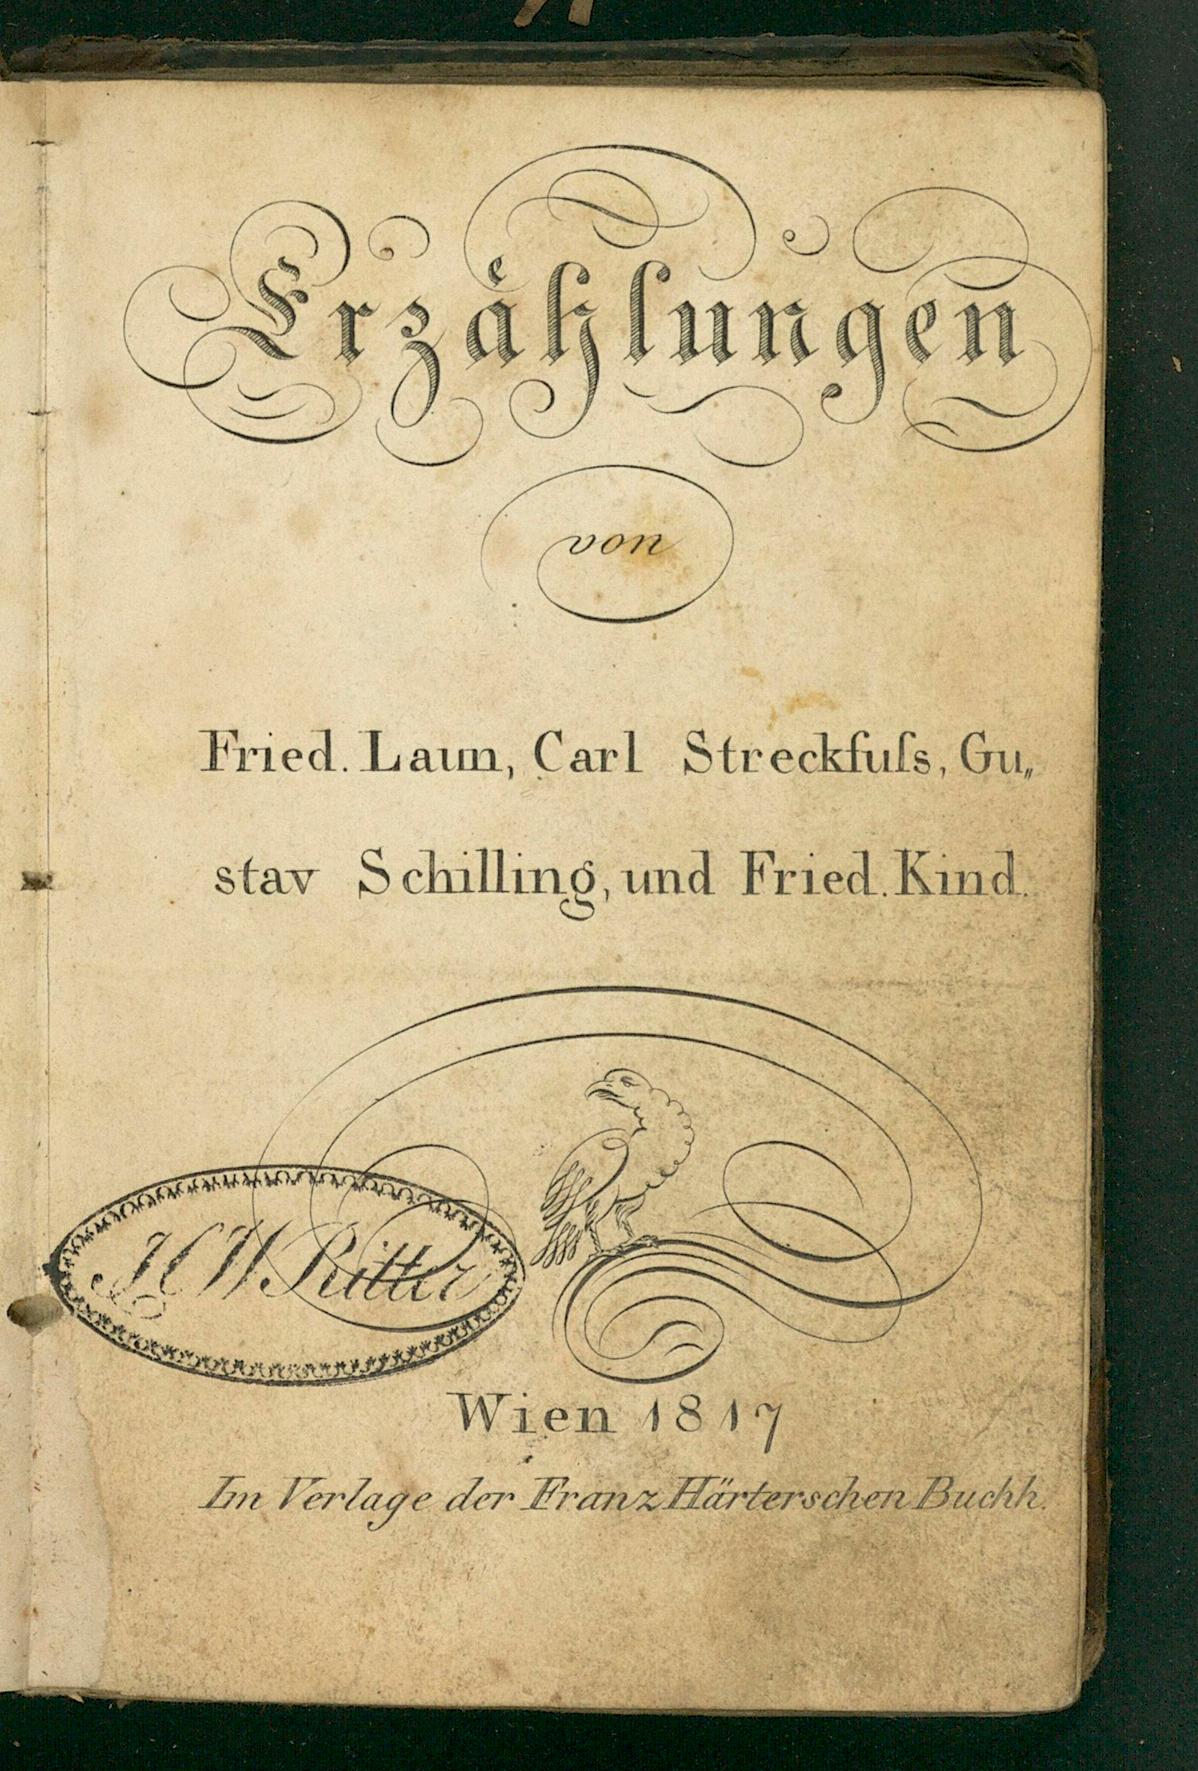 Erzählungen
von
Fried. Laun, Carl Streckfuſs, Gu„
stav Schilling, und Fried. Kind.
H W Ritter
Wien 1817
Im Verlage der Franz Härterschen Buchh.